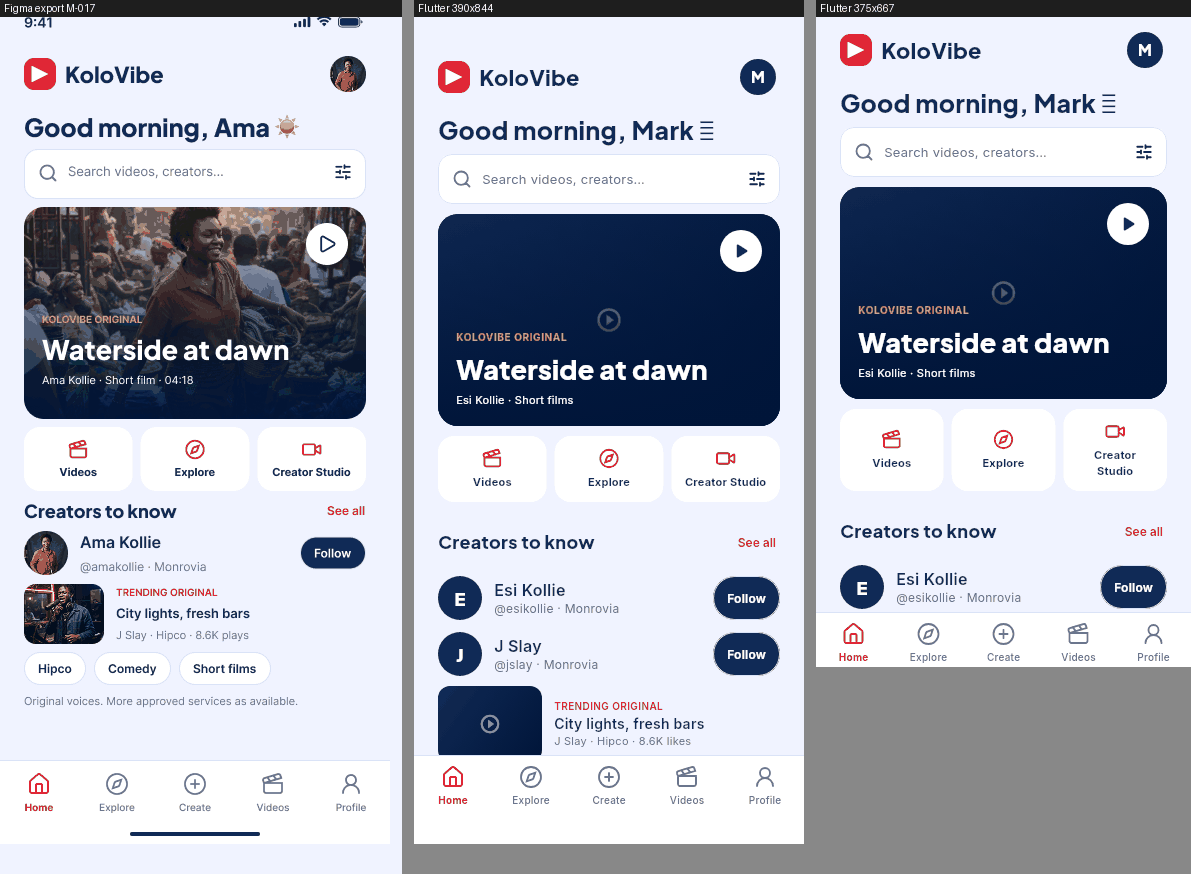 Figma export M-017
9:41
KoloVibe
Good morning, Ama
Search videos, creators...
KOLOVIBE ORIGINAL
Waterside at dawn
Ama Kollie · Short film · 04:18
Videos
Explore
Creator Studio
Creators to know
See all
Ama Kollie
@amakollie · Monrovia
Follow
TRENDING ORIGINAL
City lights, fresh bars
J Slay · Hipco · 8.6K plays
Hipco
Comedy
Short films
Original voices. More approved services as available.
Home
Explore
Create
Videos
Profile
Flutter 390x844
KoloVibe
M
Good morning, Mark
Search videos, creators...
KOLOVIBE ORIGINAL
Waterside at dawn
Esi Kollie · Short films
Videos
Explore
Creator Studio
Creators to know
See all
E
Esi Kollie
@esikollie · Monrovia
Follow
J
J Slay
@jslay · Monrovia
Follow
TRENDING ORIGINAL
City lights, fresh bars
J Slay · Hipco · 8.6K likes
Home
Explore
Create
Videos
Profile
Flutter 375x667
KoloVibe
M
Good morning, Mark
Search videos, creators...
KOLOVIBE ORIGINAL
Waterside at dawn
Esi Kollie · Short films
Videos
Explore
Creator
Studio
Creators to know
See all
E
Esi Kollie
@esikollie · Monrovia
Follow
Home
Explore
Create
Videos
Profile